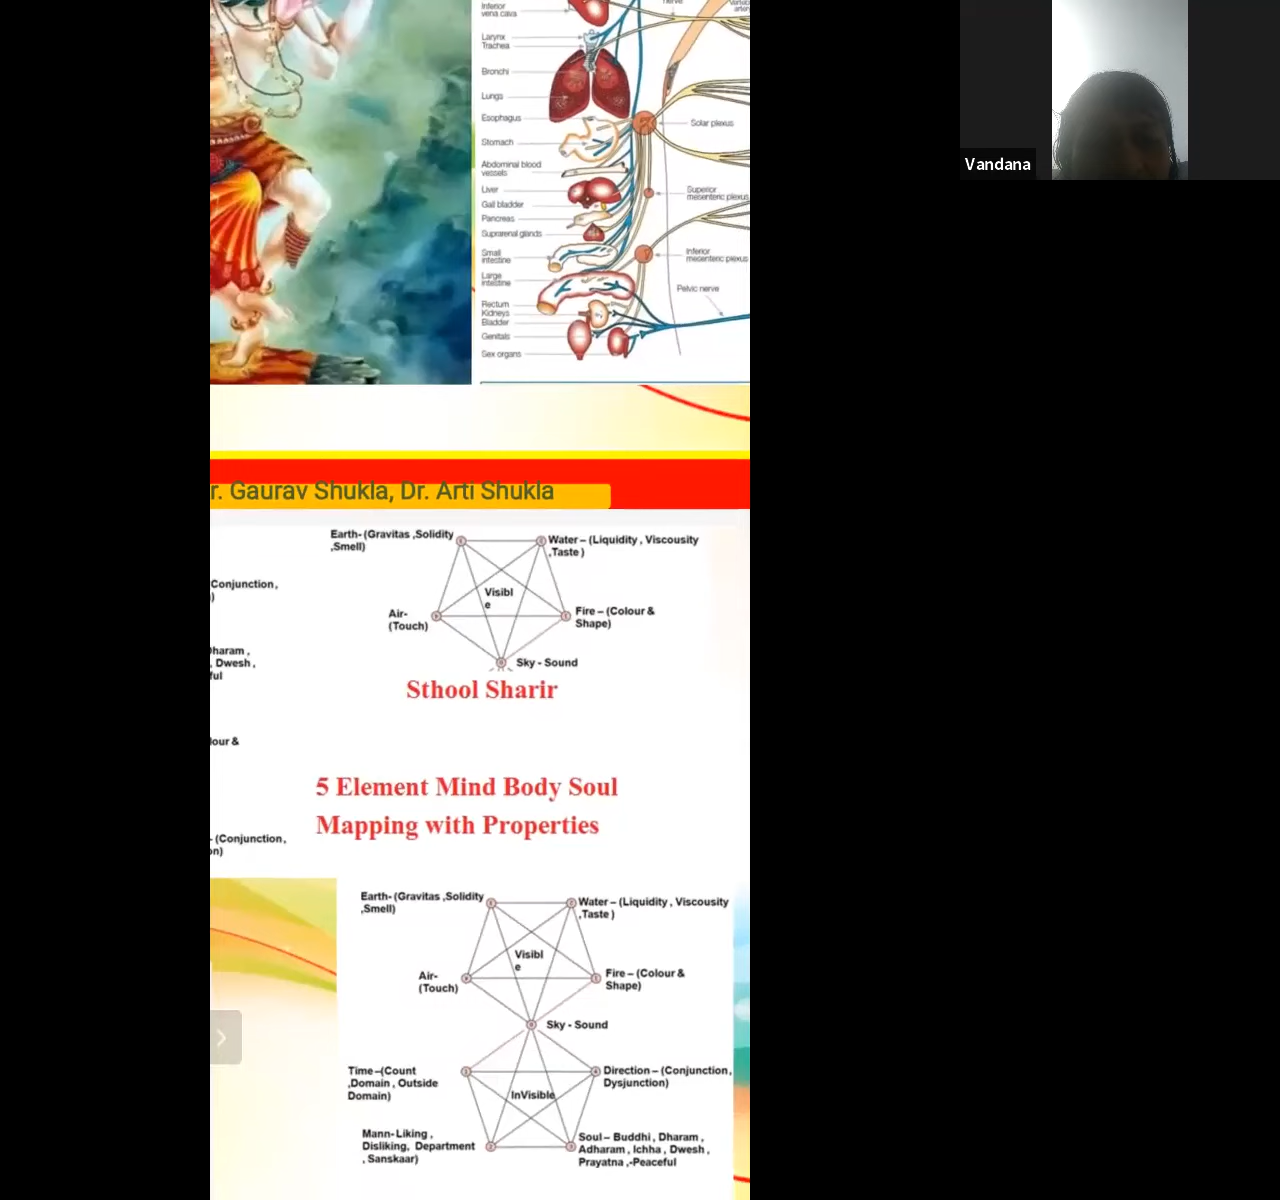 Inferior
vena cava
nerve
Larynx
Trachea
Bronchi
Lungs
Esophagus
Solar plexus
Stomach
Abdominal blood
vessels
Liver
Superior
mesenteric plexus
Gall bladder
Pancreas
Suprarenal glands
Small
intestine
Inferior
mesenteric plexus
Large
intestine
Pelvic nerve
Rectum
Kidneys
Bladder
Genitals
Sex organs
Vandana
r. Gaurav Shukla, Dr. Arti Shukla
Earth- (Gravitas ,Solidity
,Smell)
Water – (Liquidity , Viscousity
,Taste )
Conjunction ,
)
Visibl
e
Air-
(Touch)
Fire – (Colour &
Shape)
Dharam ,
, Dwesh ,
ful
Sky - Sound
Sthool Sharir
lour &
5 Element Mind Body Soul
Mapping with Properties
- (Conjunction,
on)
Earth- (Gravitas ,Solidity
,Smell)
Water – (Liquidity , Viscousity
,Taste )
Visibl
e
Air-
(Touch)
Fire – (Colour &
Shape)
Sky - Sound
Time –(Count
,Domain , Outside
Domain)
Direction – (Conjunction,
Dysjunction)
InVisible
Mann- Liking ,
Disliking, Department
, Sanskaar)
Soul – Buddhi , Dharam ,
Adharam , Ichha , Dwesh ,
Prayatna ,-Peaceful